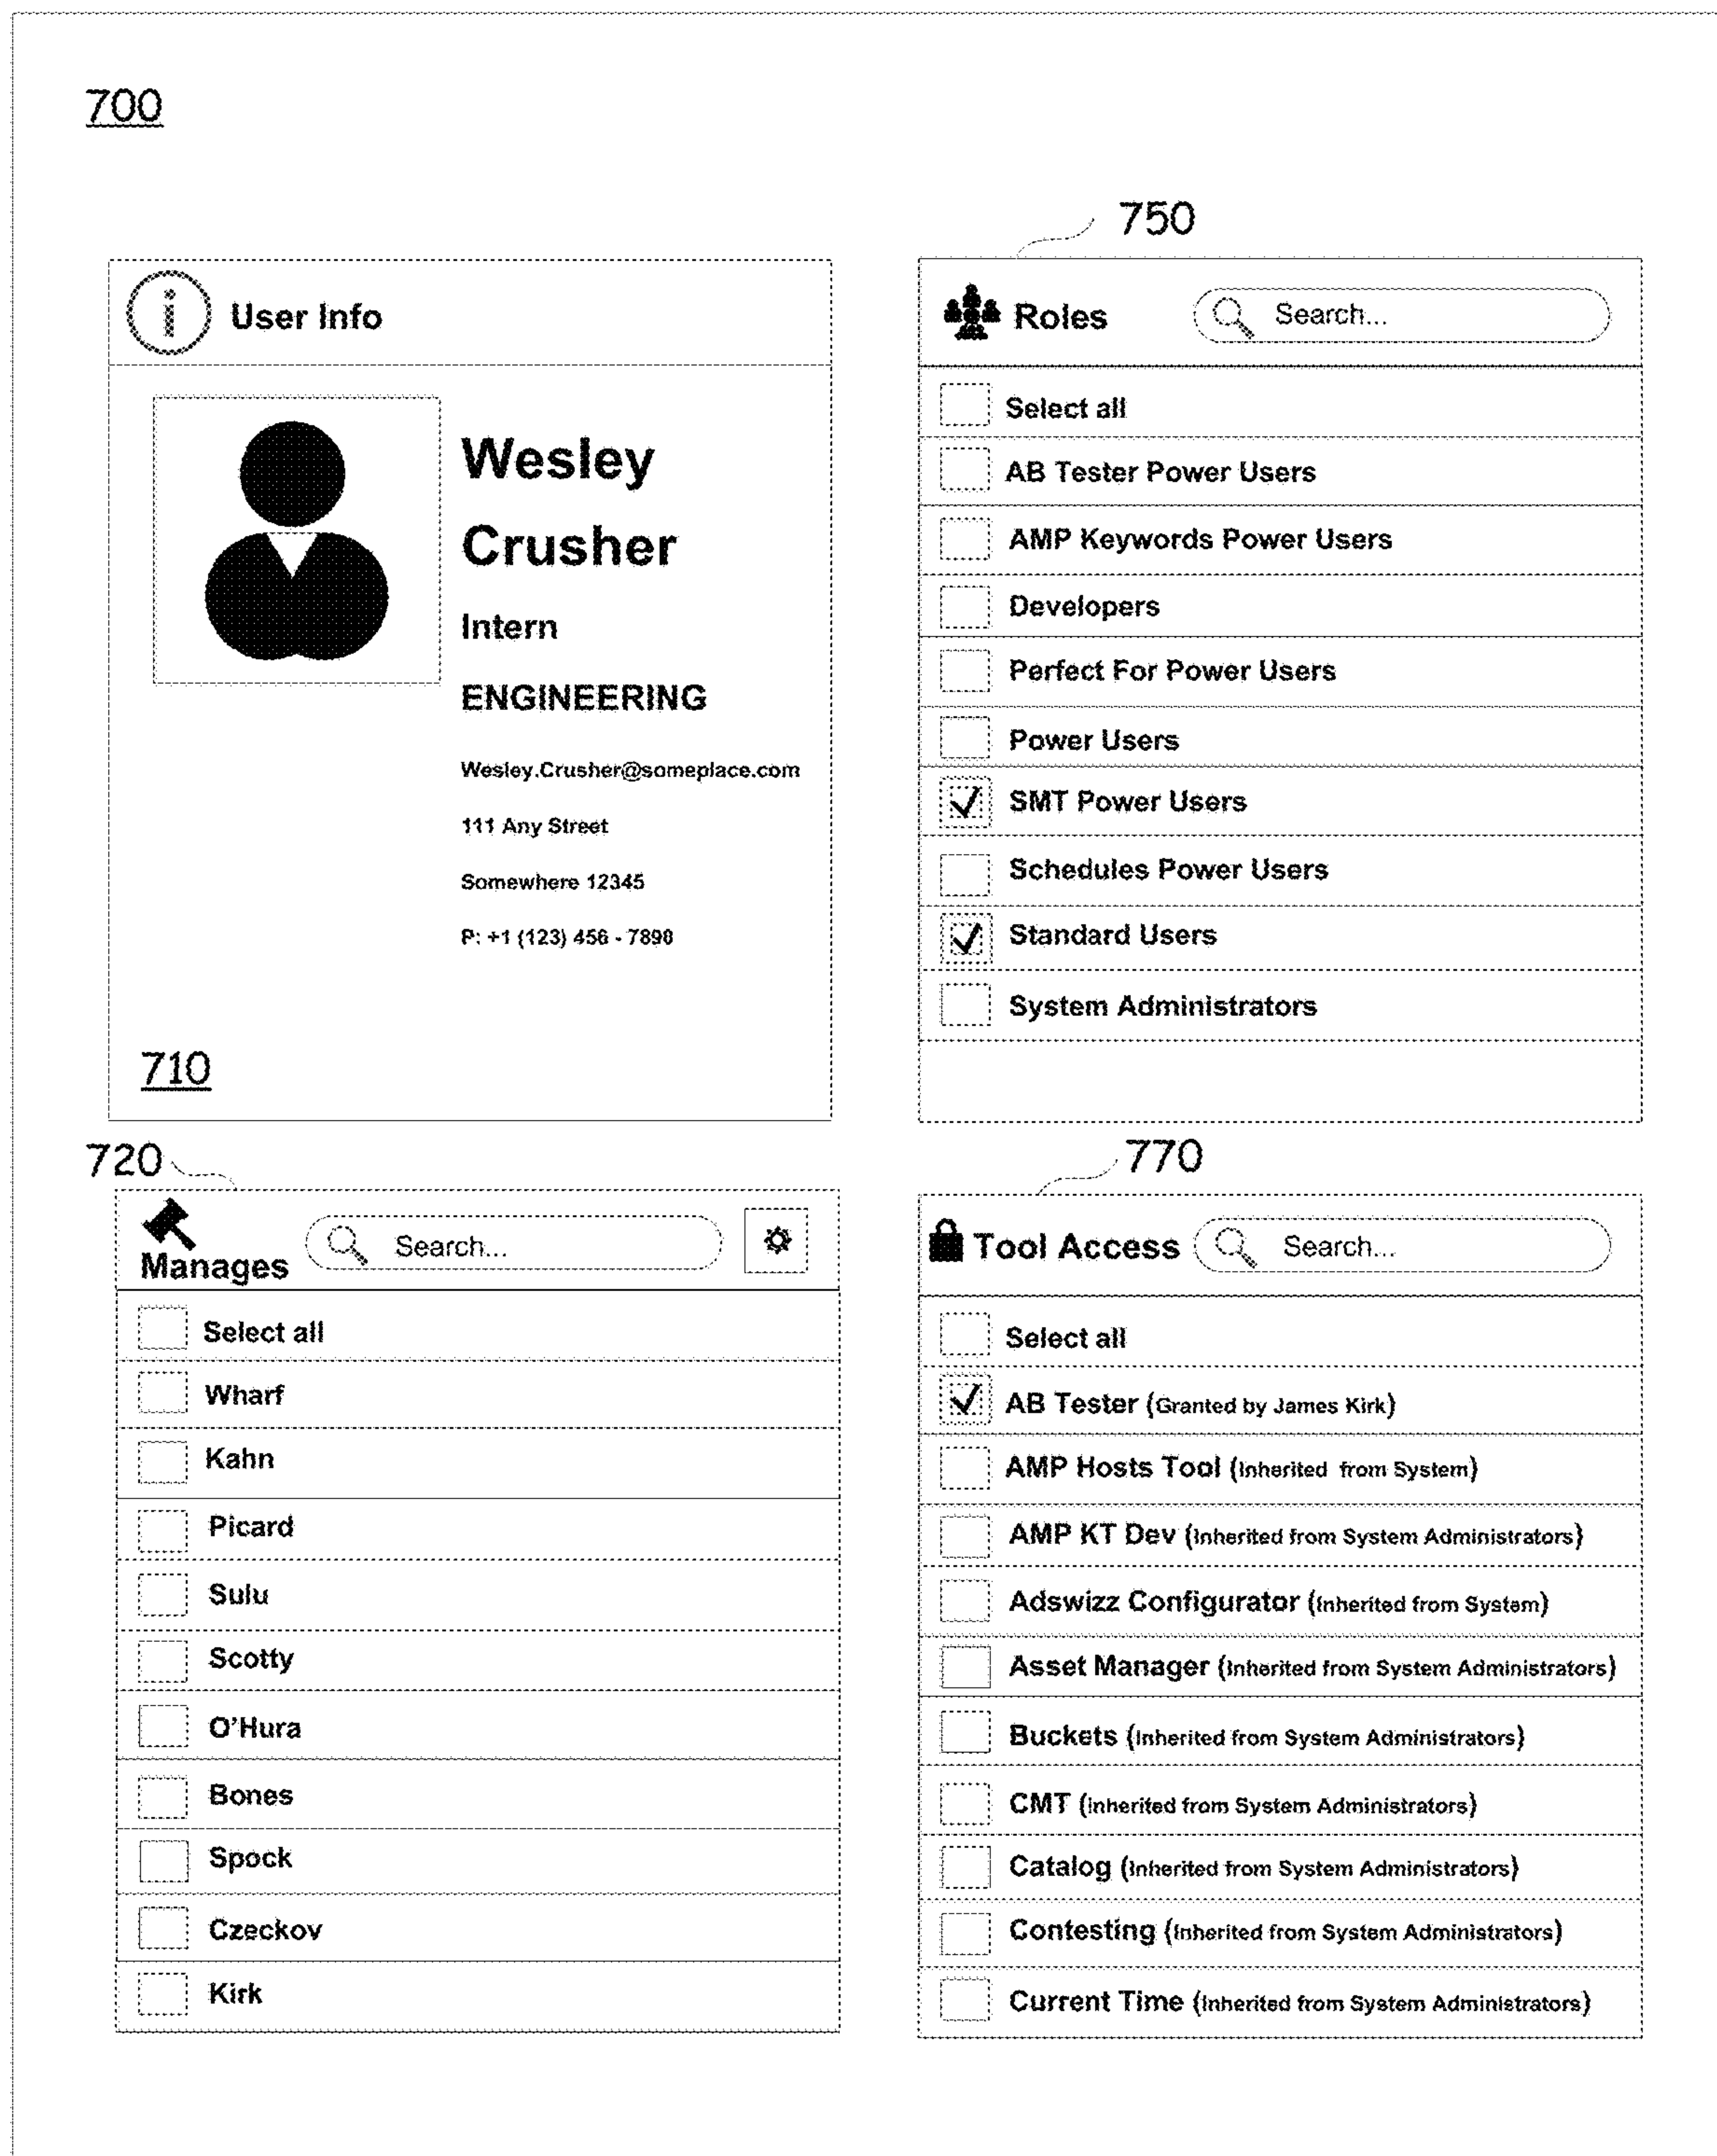 700
User Info
Wesley
Crusher
Intern
ENGINEERING
Wesley.Crusher@someplace.com
111 Any Street
Somewhere 12345
P: +1 (123) 456 - 7890
710
750
Roles
Search...
Select all
AB Tester Power Users
AMP Keywords Power Users
Developers
Perfect For Power Users
Power Users
SMT Power Users
Schedules Power Users
Standard Users
System Administrators
720
Manages
Search...
Select all
Wharf
Kahn
Picard
Sulu
Scotty
O'Hura
Bones
Spock
Czeckov
Kirk
770
Tool Access
Search...
Select all
AB Tester (Granted by James Kirk)
AMP Hosts Tool (Inherited from System)
AMP KT Dev (Inherited from System Administrators)
Adswizz Configurator (Inherited from System)
Asset Manager (Inherited from System Administrators)
Buckets (Inherited from System Administrators)
CMT (Inherited from System Administrators)
Catalog (Inherited from System Administrators)
Contesting (Inherited from System Administrators)
Current Time (Inherited from System Administrators)